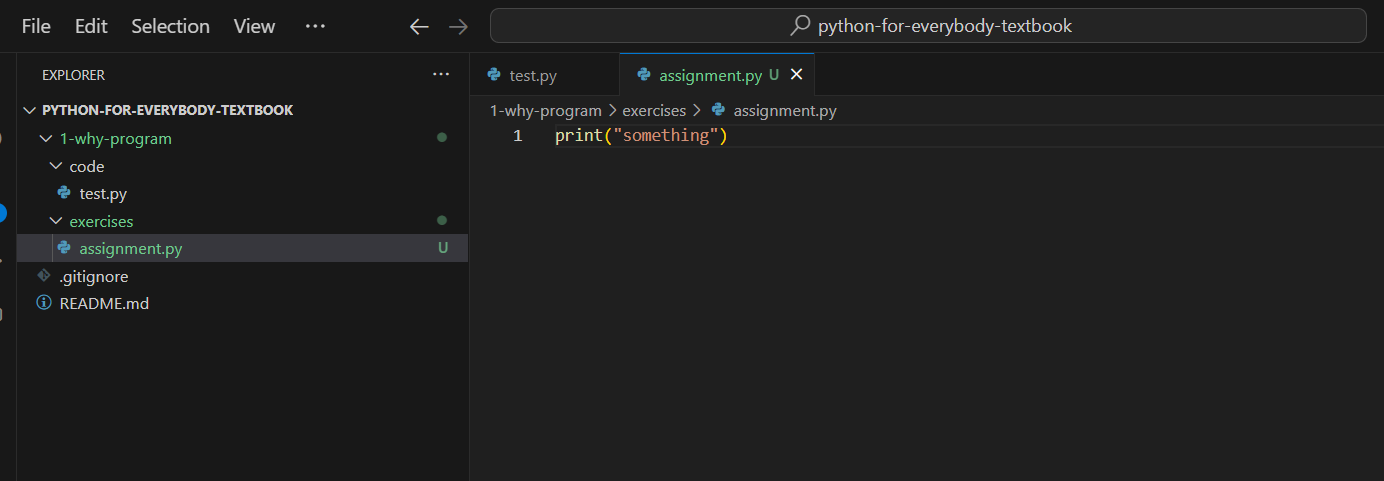 File Edit Selection View ··· python-for-everybody-textbook
EXPLORER ···
PYTHON-FOR-EVERYBODY-TEXTBOOK
1-why-program
code
test.py
exercises
assignment.py U
.gitignore
README.md
test.py assignment.py U
1-why-program > exercises > assignment.py
1 print("something")